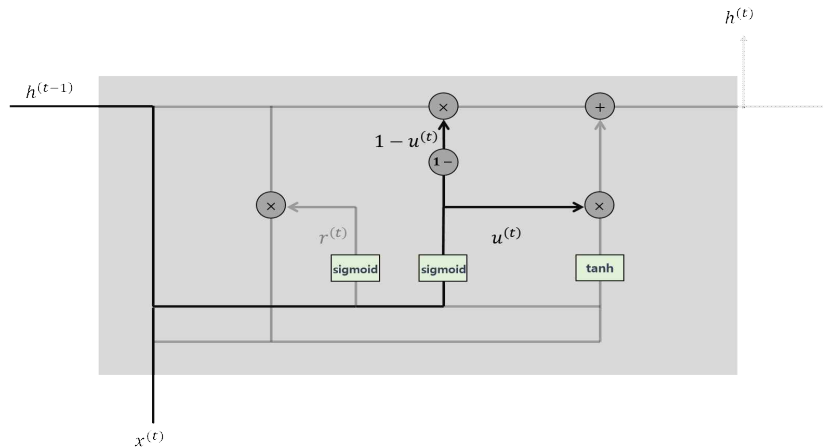 h^(t)
h^(t-1)
×
+
1 − u^(t)
1 −
×
×
r^(t)
u^(t)
sigmoid
sigmoid
tanh
x^(t)